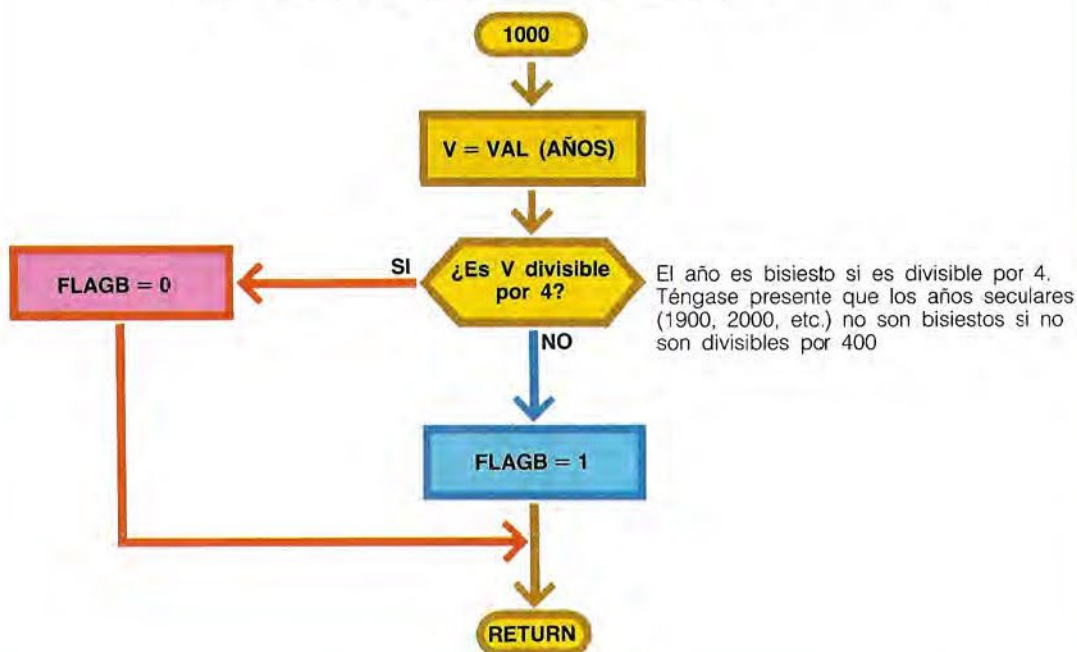 1000
V = VAL (AÑOS)
¿Es V divisible
por 4?
SI
FLAGB = 0
El año es bisiesto si es divisible por 4.
Téngase presente que los años seculares
(1900, 2000, etc.) no son bisiestos si no
son divisibles por 400
NO
FLAGB = 1
RETURN